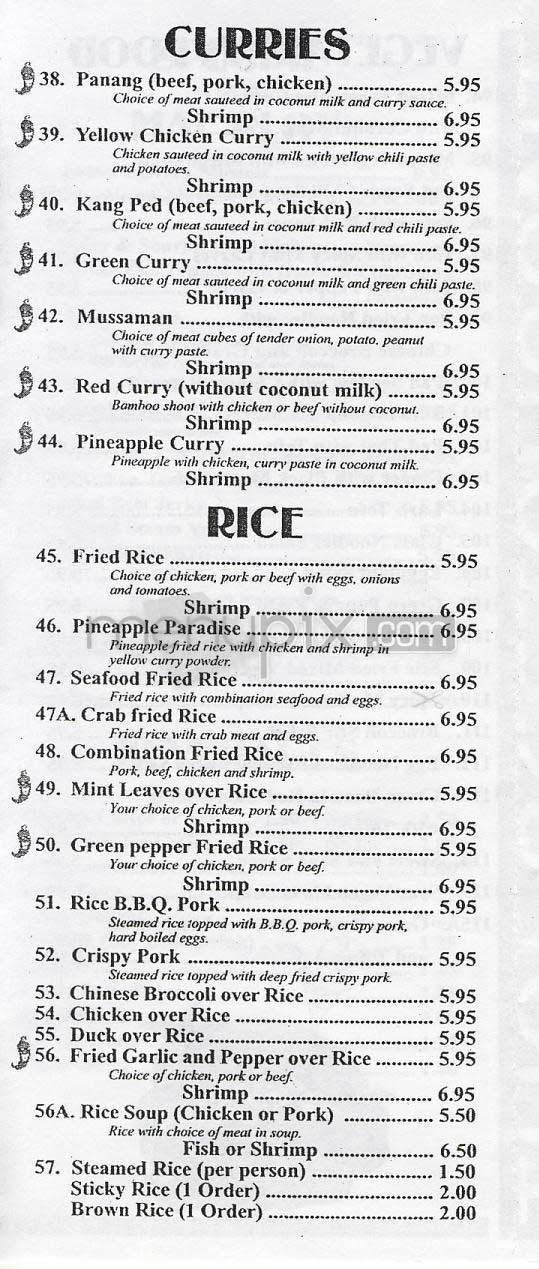 CURRIES
38. Panang (beef, pork, chicken) .................. 5.95
Choice of meat sauteed in coconut milk and curry sauce.
Shrimp ................................ 6.95
39. Yellow Chicken Curry ............................... 5.95
Chicken sauteed in coconut milk with yellow chili paste
and potatoes.
Shrimp ................................ 6.95
40. Kang Ped (beef, pork, chicken) .............. 5.95
Choice of meat sauteed in coconut milk and red chili paste.
Shrimp ................................ 6.95
41. Green Curry ............................................. 5.95
Choice of meat sauteed in coconut milk and green chili paste.
Shrimp ................................ 6.95
42. Mussaman ................................................ 5.95
Choice of meat cubes of tender onion, potato, peanut
with curry paste.
Shrimp ................................ 6.95
43. Red Curry (without coconut milk) ......... 5.95
Bamboo shoot with chicken or beef without coconut.
Shrimp ................................ 6.95
44. Pineapple Curry ...................................... 5.95
Pineapple with chicken, curry paste in coconut milk.
Shrimp ................................ 6.95
RICE
45. Fried Rice ................................................. 5.95
Choice of chicken, pork or beef with eggs, onions
and tomatoes.
Shrimp ................................ 6.95
46. Pineapple Paradise ................................... 6.95
Pineapple fried rice with chicken and shrimp in
yellow curry powder.
menupix.com
47. Seafood Fried Rice ................................... 6.95
Fried rice with combination seafood and eggs.
47A. Crab fried Rice ....................................... 6.95
Fried rice with crab meat and eggs.
48. Combination Fried Rice ........................... 6.95
Pork, beef, chicken and shrimp.
49. Mint Leaves over Rice .............................. 5.95
Your choice of chicken, pork or beef.
Shrimp ................................ 6.95
50. Green pepper Fried Rice .......................... 5.95
Your choice of chicken, pork or beef.
Shrimp ................................ 6.95
51. Rice B.B.Q. Pork ....................................... 5.95
Steamed rice topped with B.B.Q. pork, crispy pork,
hard boiled eggs.
52. Crispy Pork .............................................. 5.95
Steamed rice topped with deep fried crispy pork.
53. Chinese Broccoli over Rice ....................... 5.95
54. Chicken over Rice ..................................... 5.95
55. Duck over Rice ......................................... 5.95
56. Fried Garlic and Pepper over Rice .......... 5.95
Choice of chicken, pork or beef.
Shrimp ................................ 6.95
56A. Rice Soup (Chicken or Pork) ................ 5.50
Rice with choice of meat in soup.
Fish or Shrimp ..................... 6.50
57. Steamed Rice (per person) ...................... 1.50
Sticky Rice (1 Order) ............................... 2.00
Brown Rice (1 Order) ............................... 2.00